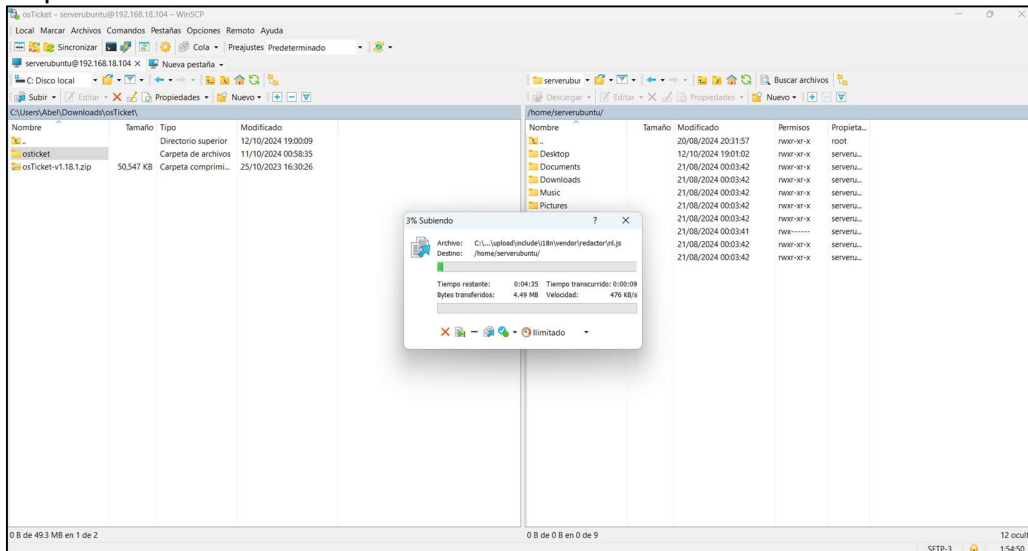 osTicket – serverubuntu@192.168.18.104 – WinSCP
Local Marcar Archivos Comandos Pestañas Opciones Remoto Ayuda
Sincronizar Cola Preajustes Predeterminado
serverubuntu@192.168.18.104 × Nueva pestaña
C: Disco local
serverubu Buscar archivos
Subir Editar Propiedades Nuevo
Descargar Editar Propiedades Nuevo
C:\Users\Abel\Downloads\osTicket\
/home/serverubuntu/
Nombre Tamaño Tipo Modificado
.. Directorio superior 12/10/2024 19:00:09
osticket Carpeta de archivos 11/10/2024 00:58:35
osTicket-v1.18.1.zip 50,547 KB Carpeta comprimi... 25/10/2023 16:30:26
Nombre Tamaño Modificado Permisos Propieta...
.. 20/08/2024 20:31:57 rwxr-xr-x root
Desktop 12/10/2024 19:01:02 rwxr-xr-x serveru...
Documents 21/08/2024 00:03:42 rwxr-xr-x serveru...
Downloads 21/08/2024 00:03:42 rwxr-xr-x serveru...
Music 21/08/2024 00:03:42 rwxr-xr-x serveru...
Pictures 21/08/2024 00:03:42 rwxr-xr-x serveru...
21/08/2024 00:03:42 rwxr-xr-x serveru...
21/08/2024 00:03:41 rwx------ serveru...
21/08/2024 00:03:42 rwxr-xr-x serveru...
21/08/2024 00:03:42 rwxr-xr-x serveru...
3% Subiendo ? ×
Archivo: C:\...\upload\include\i18n\vendor\redactor\nl.js
Destino: /home/serverubuntu/
Tiempo restante: 0:04:35 Tiempo transcurrido: 0:00:09
Bytes transferidos: 4.49 MB Velocidad: 476 KB/s
Ilimitado
0 B de 49.3 MB en 1 de 2
0 B de 0 B en 0 de 9
12 ocult
SFTP-3 1:54:50